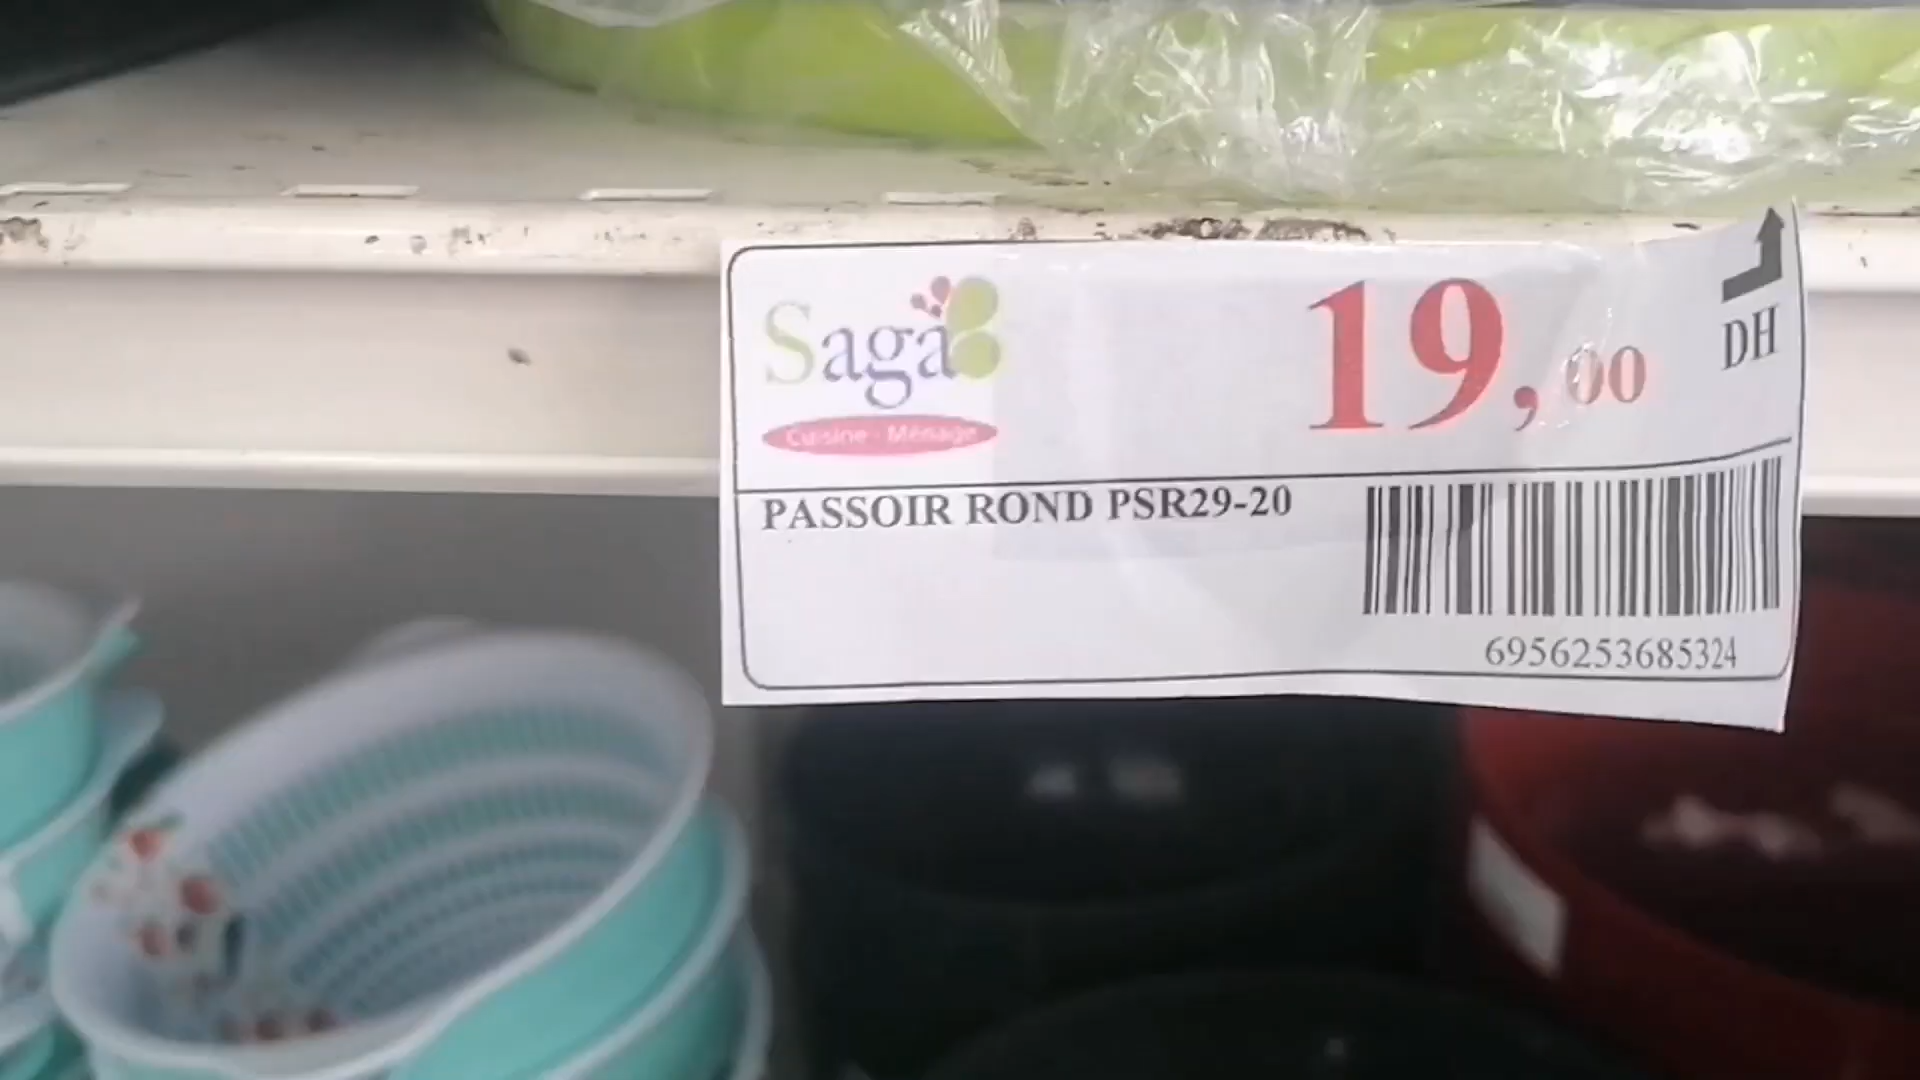 Saga
Cuisine - Ménage
19,00
DH
PASSOIR ROND PSR29-20
6956253685324